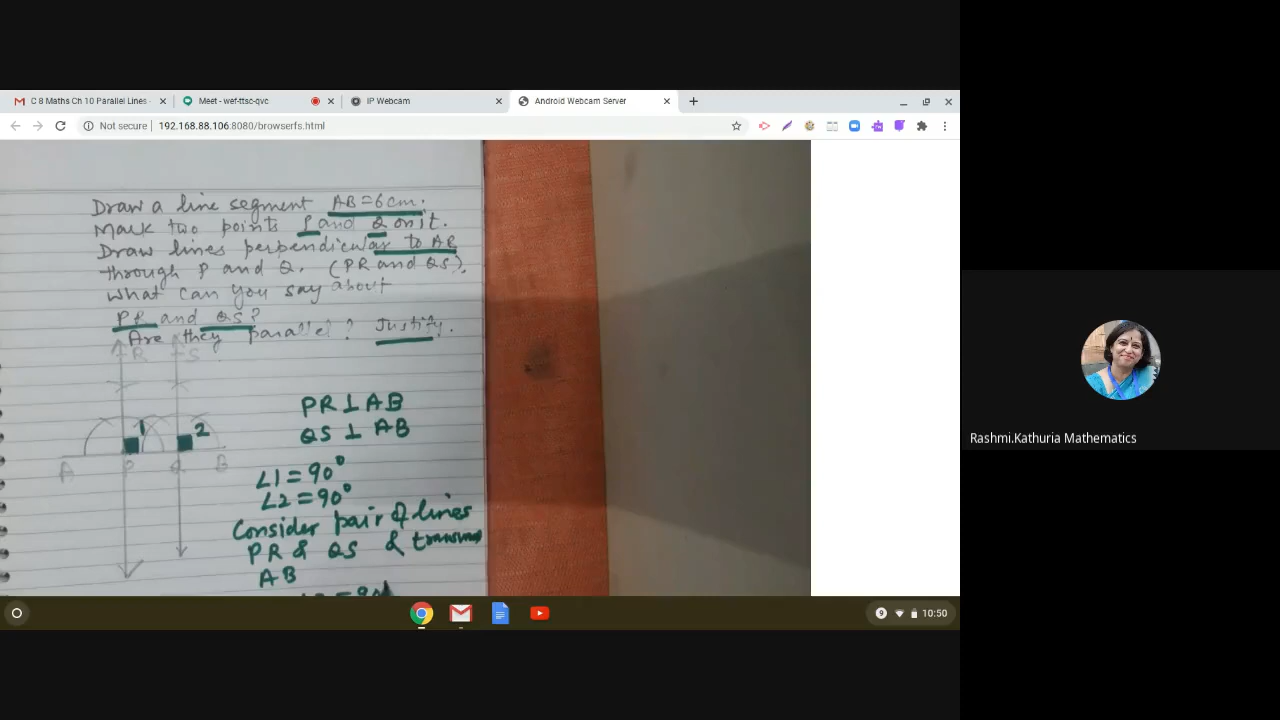 C 8 Maths Ch 10 Parallel Lines -
Meet - wef-ttsc-qvc
IP Webcam
Android Webcam Server
Not secure
192.168.88.106:8080/browserfs.html
Draw a line segment AB=6cm.
Mark two points P and Q on it.
Draw lines perpendicular to AB
through P and Q. (PR and QS).
What can you say about
PR and QS?
Are they parallel? Justify.
R S
1 2
A P Q B
PR ⊥ AB
QS ⊥ AB
∠1 = 90°
∠2 = 90°
Consider pair of lines
PR & QS &
AB
Rashmi.Kathuria Mathematics
9
10:50